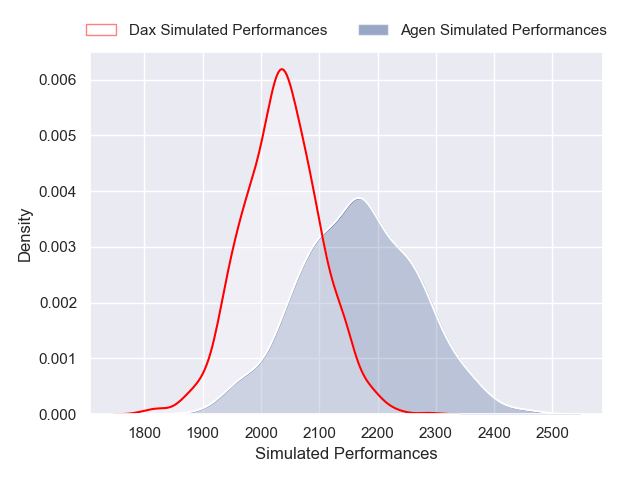 Dax Simulated Performances
Agen Simulated Performances
0.006
0.005
0.004
0.003
0.002
0.001
0.000
Density
1800 1900 2000 2100 2200 2300 2400 2500
Simulated Performances